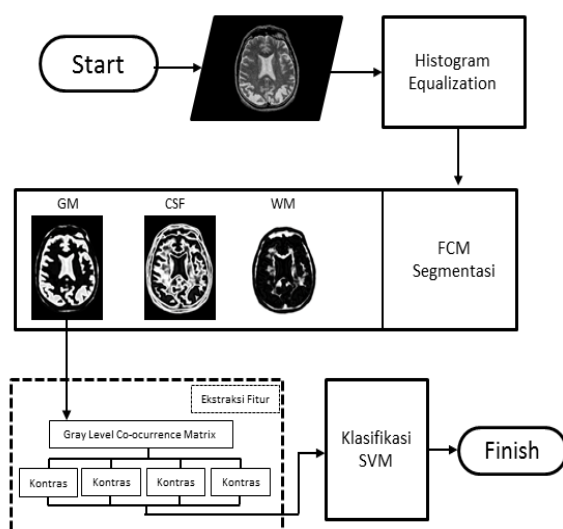 Start
Histogram
Equalization
GM
CSF
WM
FCM
Segmentasi
Ekstraksi Fitur
Gray Level Co-ocurrence Matrix
Kontras
Kontras
Kontras
Kontras
Klasifikasi
SVM
Finish